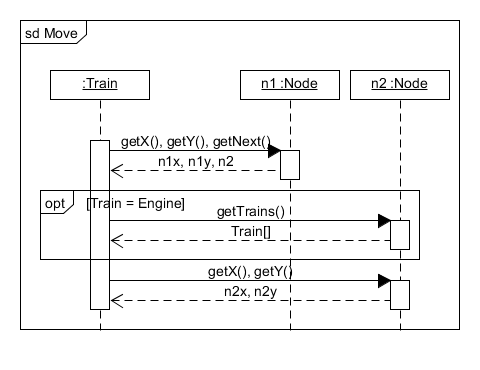 sd Move
:Train
n1 :Node
n2 :Node
getX(), getY(), getNext()
n1x, n1y, n2
opt
[Train = Engine]
getTrains()
Train[]
getX(), getY()
n2x, n2y